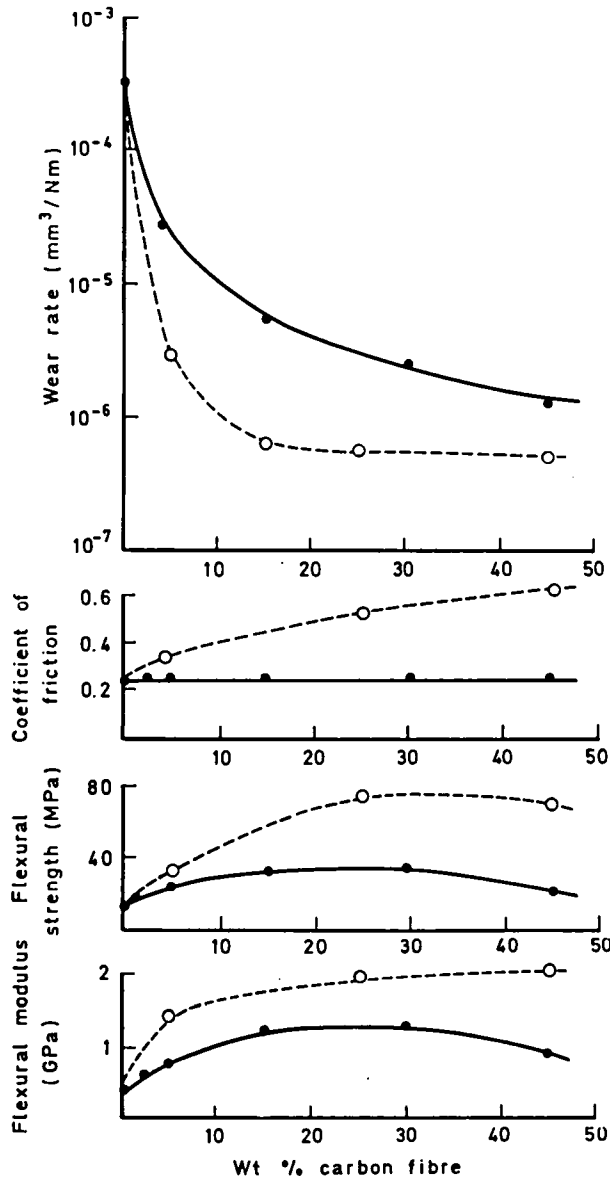 Wear rate (mm³/Nm)
10⁻³
10⁻⁴
10⁻⁵
10⁻⁶
10⁻⁷
10 20 30 40 50
Coefficient of
friction
0.6
0.4
0.2
10 20 30 40 50
Flexural
strength (MPa)
80
40
10 20 30 40 50
Flexural modulus
(GPa)
2
1
10 20 30 40 50
Wt % carbon fibre